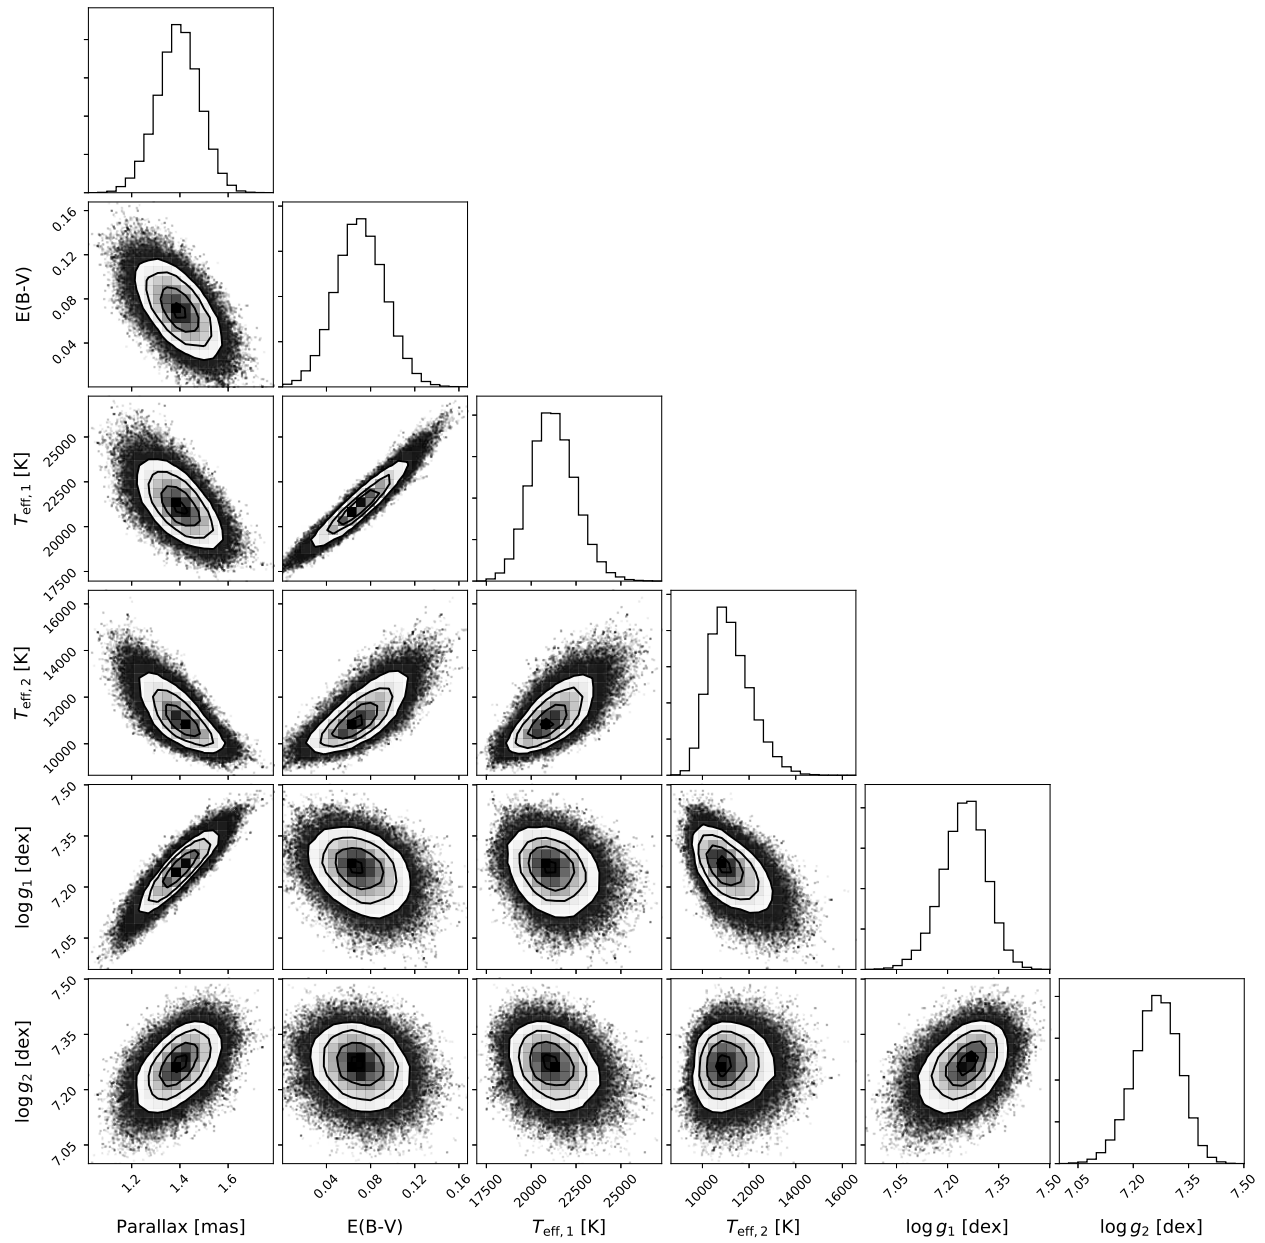 E(B-V)
0.16
0.12
0.08
0.04
T_eff,1 [K]
25000
22500
20000
17500
T_eff,2 [K]
16000
14000
12000
10000
log g_1 [dex]
7.50
7.35
7.20
7.05
log g_2 [dex]
7.50
7.35
7.20
7.05
1.2 1.4 1.6
0.04 0.08 0.12 0.16
17500 20000 22500 25000
10000 12000 14000 16000
7.05 7.20 7.35 7.50
7.05 7.20 7.35 7.50
Parallax [mas]
E(B-V)
T_eff,1 [K]
T_eff,2 [K]
log g_1 [dex]
log g_2 [dex]